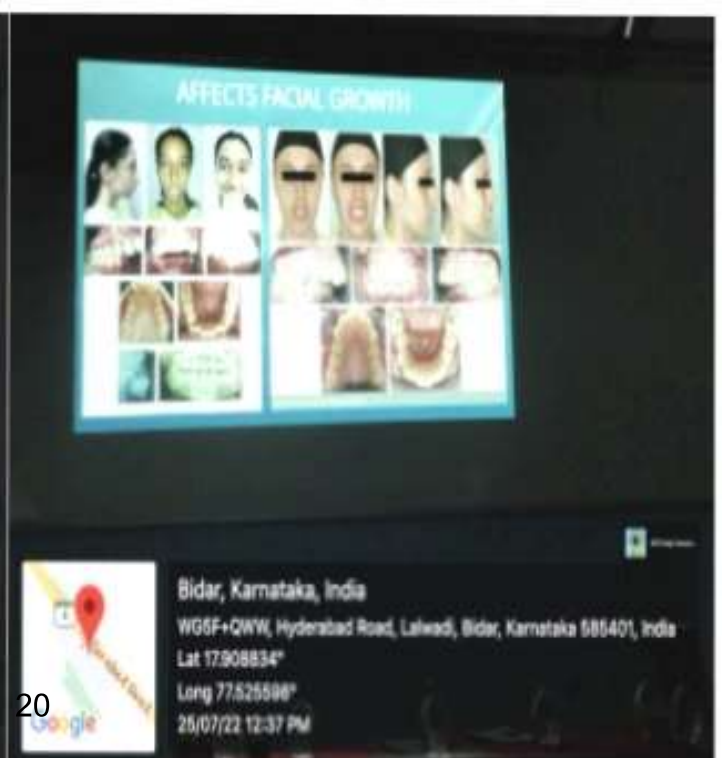 AFFECTS FACIAL GROWTH
Bidar, Karnataka, India
WG5F+QWW, Hyderabad Road, Lalwadi, Bidar, Karnataka 585401, India
Lat 17.908834°
Long 77.525598°
25/07/22 12:37 PM
Google
20